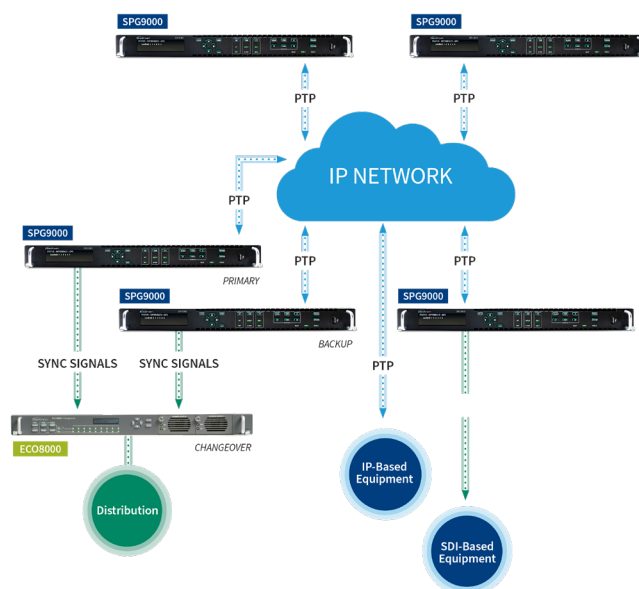 SPG9000
SPG9000
PTP
PTP
IP NETWORK
PTP
SPG9000
PTP
PTP
PRIMARY
SPG9000
SPG9000
BACKUP
SYNC SIGNALS
SYNC SIGNALS
PTP
ECO8000
CHANGEOVER
IP-Based
Equipment
Distribution
SDI-Based
Equipment